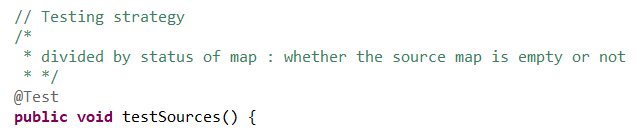 // Testing strategy
/*
 * divided by status of map : whether the source map is empty or not
 * */
@Test
public void testSources() {